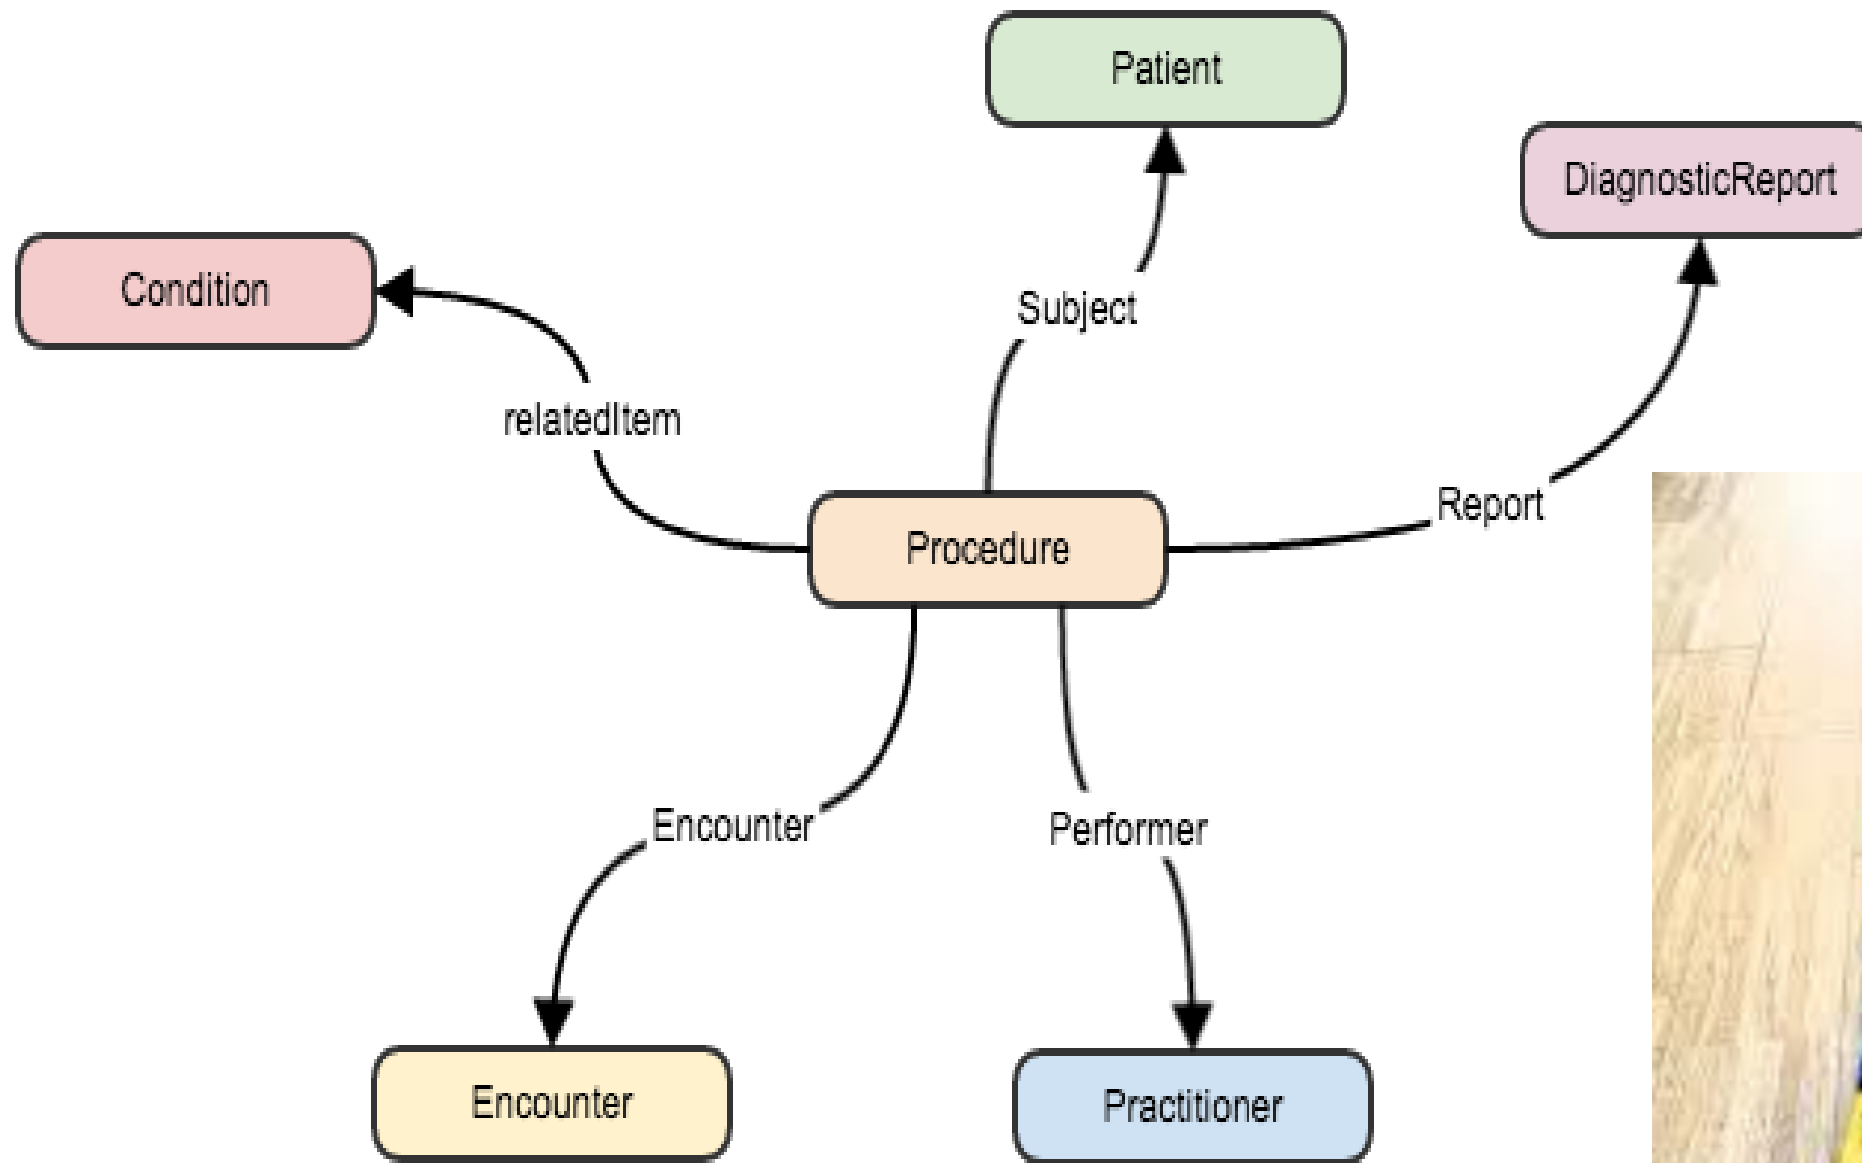 Patient
DiagnosticReport
Condition
Subject
relatedItem
Report
Procedure
Encounter
Performer
Encounter
Practitioner